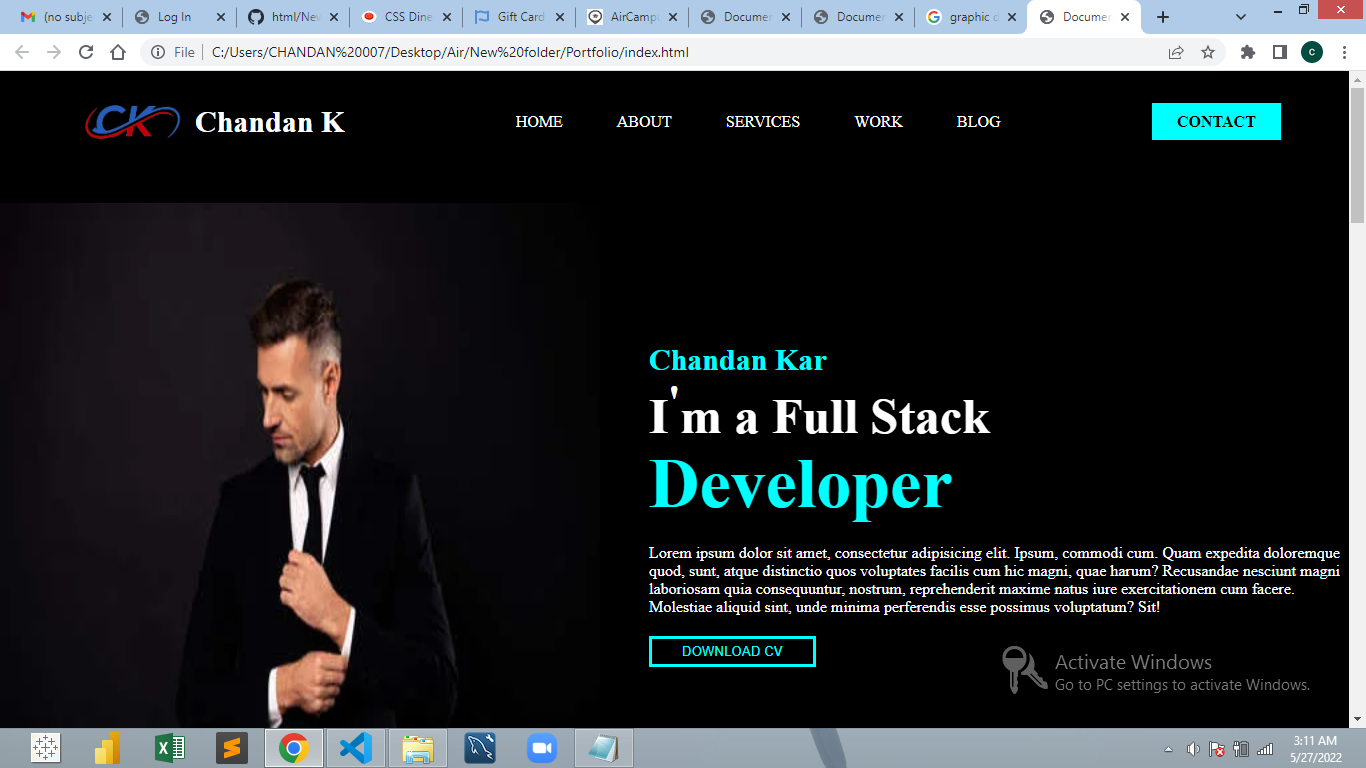 (no subje
Log In
html/New
CSS Dine
Gift Card
AirCamp
Documen
Documen
graphic d
Documen
File
C:/Users/CHANDAN%20007/Desktop/Air/New%20folder/Portfolio/index.html
c
CK
Chandan K
HOME
ABOUT
SERVICES
WORK
BLOG
CONTACT
Chandan Kar
I'm a Full Stack
Developer
Lorem ipsum dolor sit amet, consectetur adipisicing elit. Ipsum, commodi cum. Quam expedita doloremque
quod, sunt, atque distinctio quos voluptates facilis cum hic magni, quae harum? Recusandae nesciunt magni
laboriosam quia consequuntur, nostrum, reprehenderit maxime natus iure exercitationem cum facere.
Molestiae aliquid sint, unde minima perferendis esse possimus voluptatum? Sit!
DOWNLOAD CV
Activate Windows
Go to PC settings to activate Windows.
3:11 AM
5/27/2022